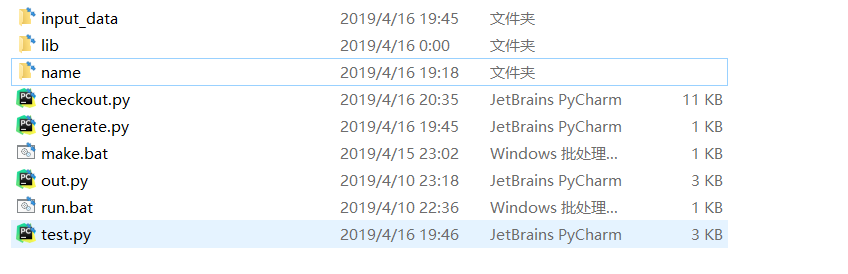 input_data 2019/4/16 19:45 文件夹
lib 2019/4/16 0:00 文件夹
name 2019/4/16 19:18 文件夹
checkout.py 2019/4/16 20:35 JetBrains PyCharm 11 KB
generate.py 2019/4/16 19:45 JetBrains PyCharm 1 KB
make.bat 2019/4/15 23:02 Windows 批处理... 1 KB
out.py 2019/4/10 23:18 JetBrains PyCharm 3 KB
run.bat 2019/4/10 22:36 Windows 批处理... 1 KB
test.py 2019/4/16 19:46 JetBrains PyCharm 3 KB